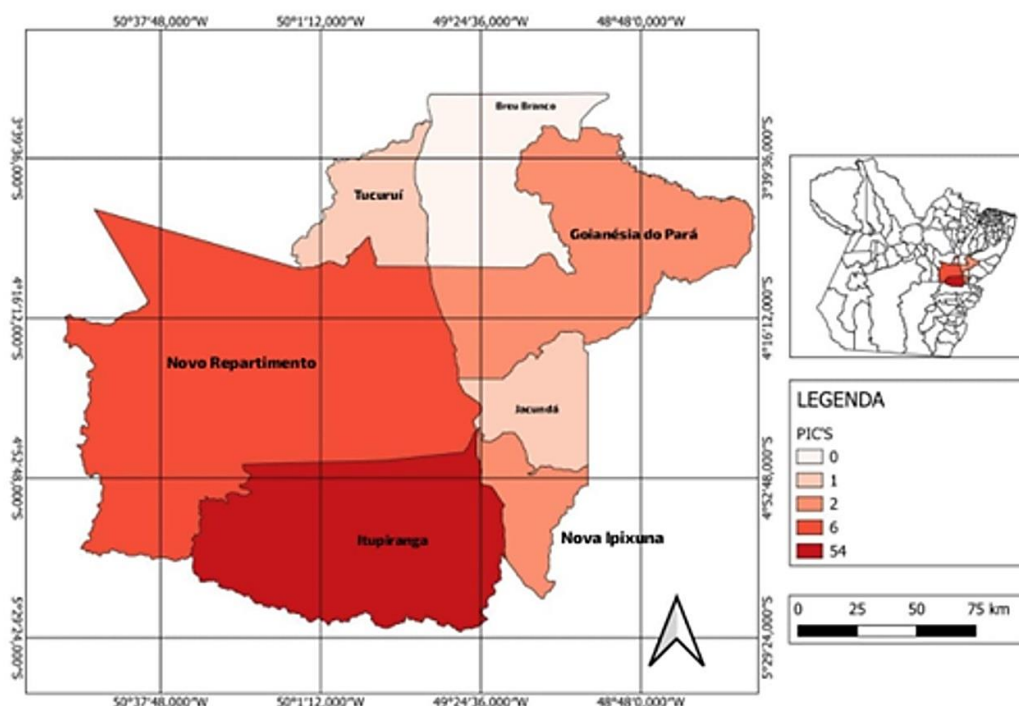 50°37'48,000"W 50°1'12,000"W 49°24'36,000"W 48°48'0,000"W
3°39'36,000"S
4°16'12,000"S
4°52'48,000"S
5°29'24,000"S
Breu Branco
Tucuruí
Goianésia do Pará
Novo Repartimento
Jacundá
Itupiranga
Nova Ipixuna
3°39'36,000"S
4°16'12,000"S
4°52'48,000"S
5°29'24,000"S
50°37'48,000"W 50°1'12,000"W 49°24'36,000"W 48°48'0,000"W
LEGENDA
PIC'S
0
1
2
6
54
0 25 50 75 km